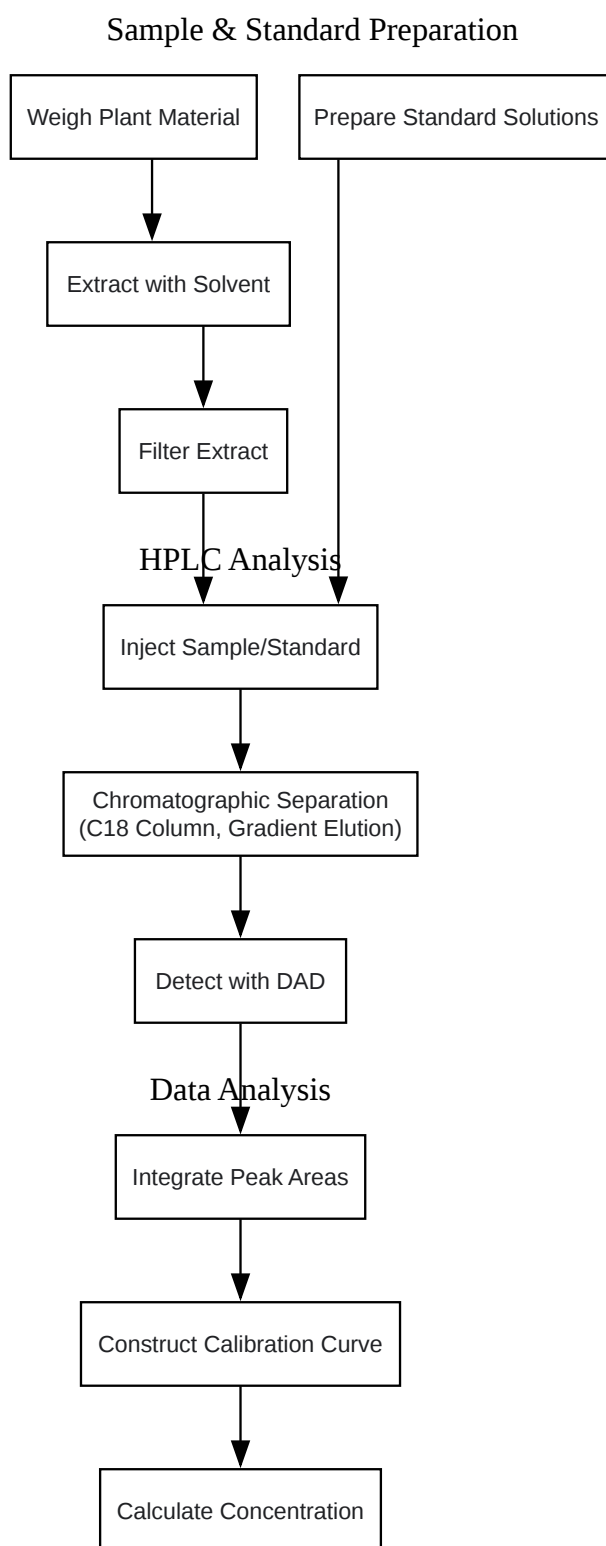 Sample & Standard Preparation
Weigh Plant Material
Prepare Standard Solutions
Extract with Solvent
Filter Extract
HPLC Analysis
Inject Sample/Standard
Chromatographic Separation
(C18 Column, Gradient Elution)
Detect with DAD
Data Analysis
Integrate Peak Areas
Construct Calibration Curve
Calculate Concentration